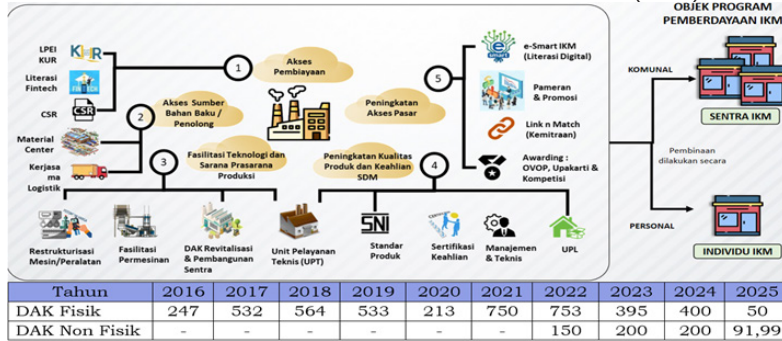 OBJEK PROGRAM
PEMBERDAYAAN IKM
LPEI
KUR
KUR
Literasi
Fintech
FINTECH
CSR
CSR
Material
Center
Kerjasa
ma
Logistik
1
Akses
Pembiayaan
2
Akses Sumber
Bahan Baku /
Penolong
3
Fasilitasi Teknologi dan
Sarana Prasarana
Produksi
Peningkatan
Akses Pasar
5
Peningkatan Kualitas
Produk dan Keahlian
SDM
4
e-smart
e-Smart IKM
(Literasi Digital)
Pameran
& Promosi
Link n Match
(Kemitraan)
Awarding :
OVOP, Upakarti &
Kompetisi
Restrukturisasi
Mesin/Peralatan
Fasilitasi
Permesinan
DAK Revitalisasi
& Pembangunan
Sentra
Unit Pelayanan
Teknis (UPT)
SNI
Standar
Produk
Sertifikasi
Keahlian
Manajemen
& Teknis
UPL
KOMUNAL
SENTRA IKM
Pembinaan
dilakukan secara
PERSONAL
INDIVIDU IKM
Tahun 2016 2017 2018 2019 2020 2021 2022 2023 2024 2025
DAK Fisik 247 532 564 533 213 750 753 395 400 50
DAK Non Fisik - - - - - - 150 200 200 91,99